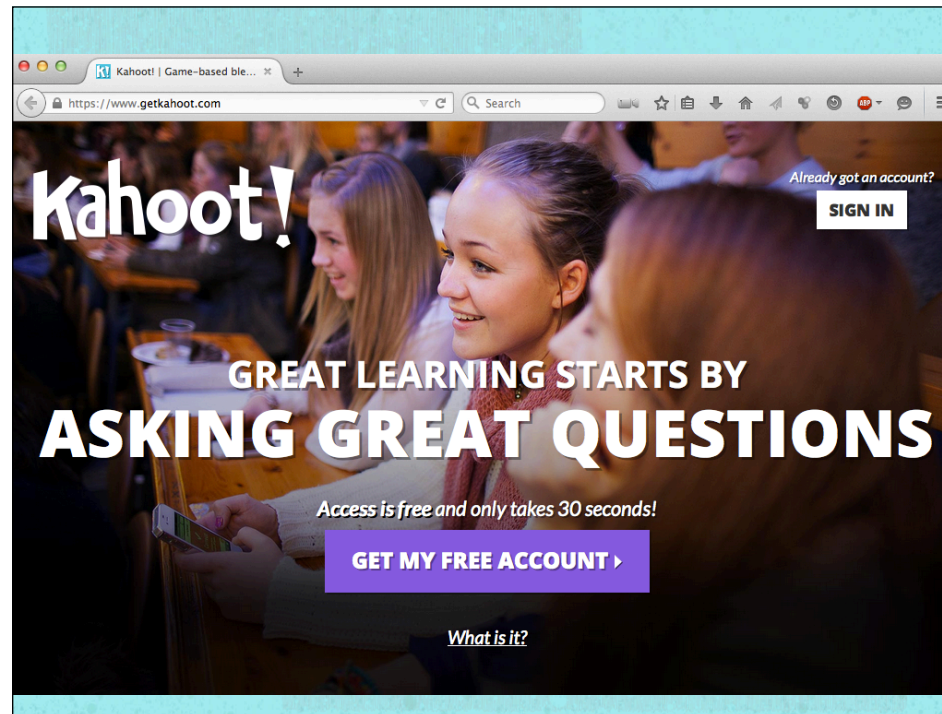 Kahoot! | Game-based ble...
https://www.getkahoot.com
Search
ABP
Kahoot!
Already got an account?
SIGN IN
GREAT LEARNING STARTS BY
ASKING GREAT QUESTIONS
Access is free and only takes 30 seconds!
GET MY FREE ACCOUNT
What is it?